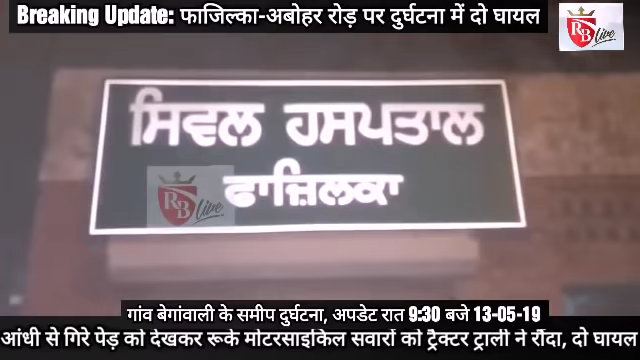 Breaking Update: फाजिल्का-अबोहर रोड़ पर दुर्घटना में दो घायल
RB Live
ਸਿਵਲ ਹਸਪਤਾਲ
ਫਾਜ਼ਿਲਕਾ
RB Live
गांव बेगांवाली के समीप दुर्घटना, अपडेट रात 9:30 बजे 13-05-19
आंधी से गिरे पेड़ को देखकर रूके मोटरसाइकिल सवारों को ट्रैक्टर ट्राली ने रौंदा, दो घायल